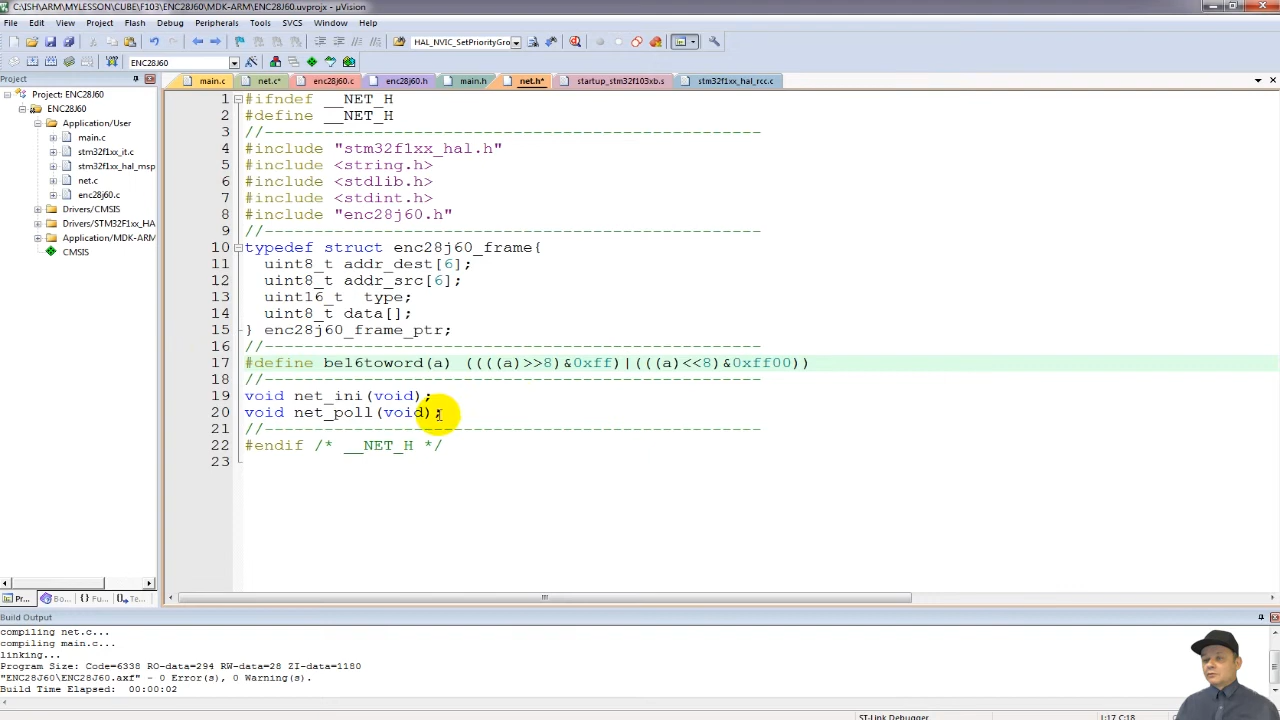 C:\ISH\ARM\MYLESSON\CUBE\F103\ENC28J60\MDK-ARM\ENC28J60.uvprojx - µVision
File Edit View Project Flash Debug Peripherals Tools SVCS Window Help
HAL_NVIC_SetPriorityGro
ENC28J60
Project
main.c net.c* enc28j60.c enc28j60.h main.h net.h* startup_stm32f103xb.s stm32f1xx_hal_rcc.c
Project: ENC28J60
ENC28J60
Application/User
main.c
stm32f1xx_it.c
stm32f1xx_hal_msp
net.c
enc28j60.c
Drivers/CMSIS
Drivers/STM32F1xx_HA
Application/MDK-ARM
CMSIS
1 #ifndef __NET_H
2 #define __NET_H
3 //--------------------------------------------------
4 #include "stm32f1xx_hal.h"
5 #include <string.h>
6 #include <stdlib.h>
7 #include <stdint.h>
8 #include "enc28j60.h"
9 //--------------------------------------------------
10 typedef struct enc28j60_frame{
11 uint8_t addr_dest[6];
12 uint8_t addr_src[6];
13 uint16_t type;
14 uint8_t data[];
15 } enc28j60_frame_ptr;
16 //--------------------------------------------------
17 #define be16toword(a) ((((a)>>8)&0xff)|(((a)<<8)&0xff00))
18 //--------------------------------------------------
19 void net_ini(void);
20 void net_poll(void);
21 //--------------------------------------------------
22 #endif /* __NET_H */
23
Pr... Bo... {} Fu... Te...
Build Output
compiling net.c...
compiling main.c...
linking...
Program Size: Code=6338 RO-data=294 RW-data=28 ZI-data=1180
"ENC28J60\ENC28J60.axf" - 0 Error(s), 0 Warning(s).
Build Time Elapsed: 00:00:02
ST-Link Debugger L:17 C:18